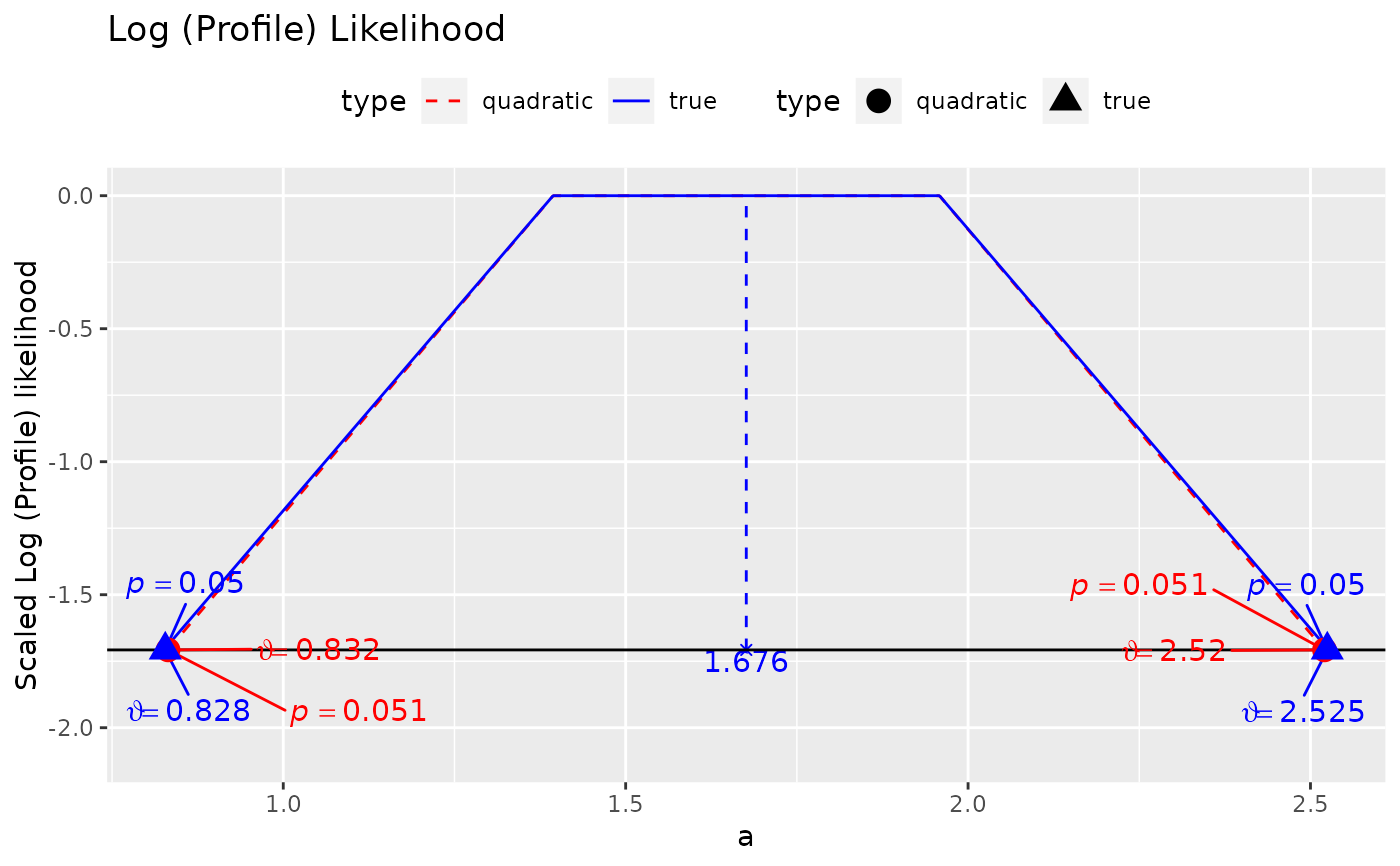 Log (Profile) Likelihood
type quadratic true type quadratic true
Scaled Log (Profile) likelihood
0.0
-0.5
-1.0
-1.5
-2.0
p = 0.05
ϑ= 0.832
ϑ= 0.828
p = 0.051
1.676
p = 0.051
p = 0.05
ϑ= 2.52
ϑ= 2.525
1.0 1.5 2.0 2.5
a